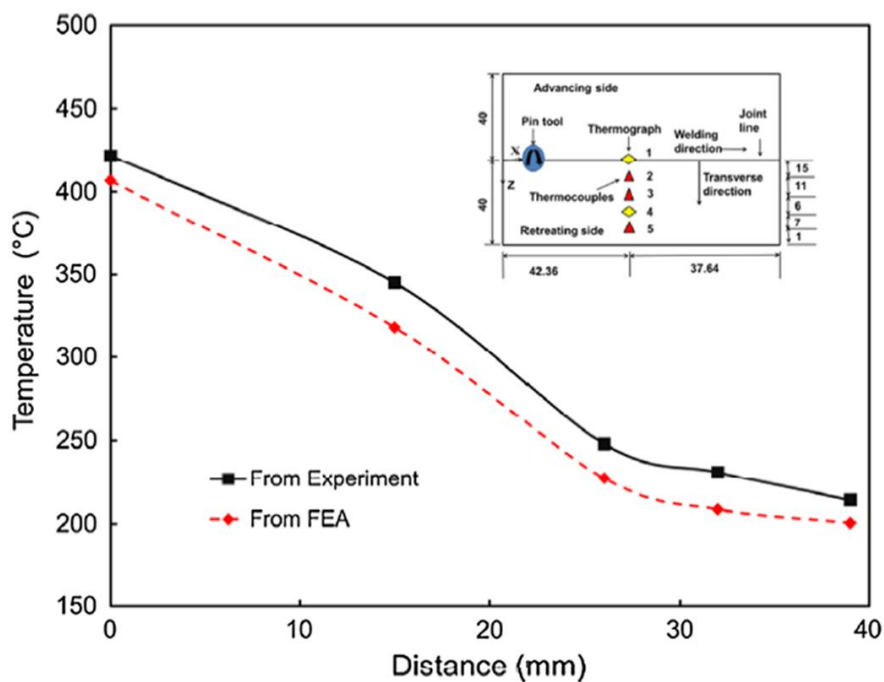 500
450
400
350
300
250
200
150
Temperature (°C)
0
10
20
30
40
Distance (mm)
From Experiment
From FEA
Advancing side
Pin tool
Thermograph
Welding
direction
Joint
line
X
Z
1
2
3
4
5
Thermocouples
Transverse
direction
Retreating side
40
40
15
11
6
7
1
42.36
37.64